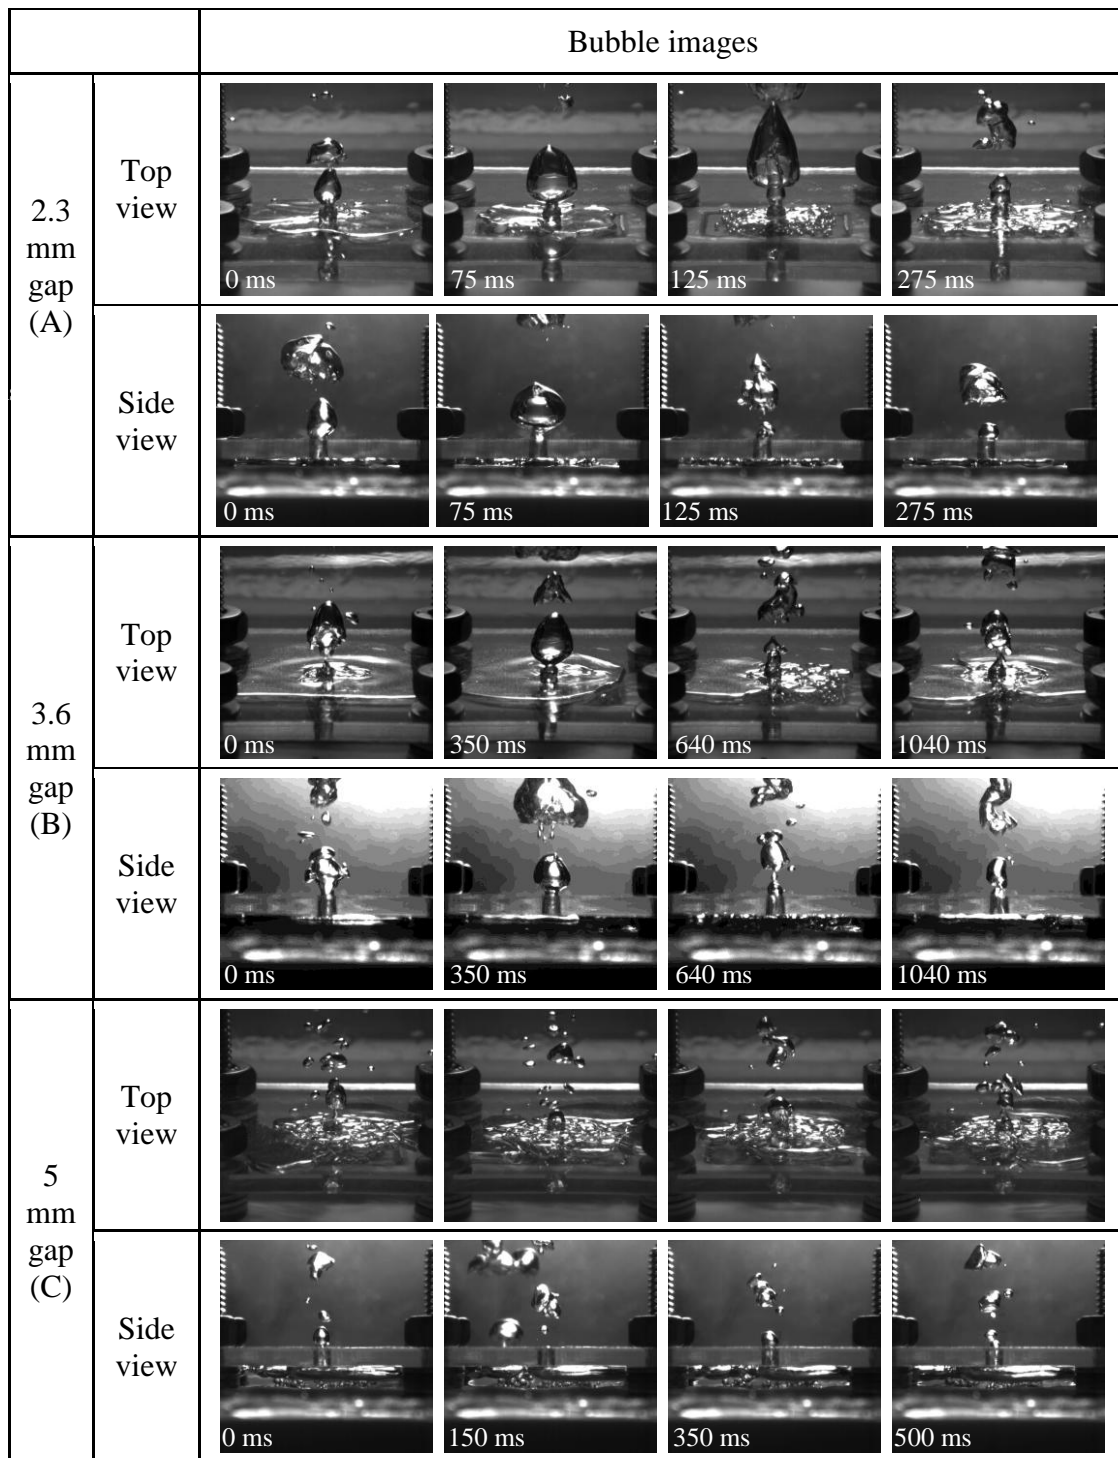 Bubble images
2.3
mm
gap
(A)
Top
view
0 ms
75 ms
125 ms
275 ms
Side
view
0 ms
75 ms
125 ms
275 ms
3.6
mm
gap
(B)
Top
view
0 ms
350 ms
640 ms
1040 ms
Side
view
0 ms
350 ms
640 ms
1040 ms
5
mm
gap
(C)
Top
view
Side
view
0 ms
150 ms
350 ms
500 ms